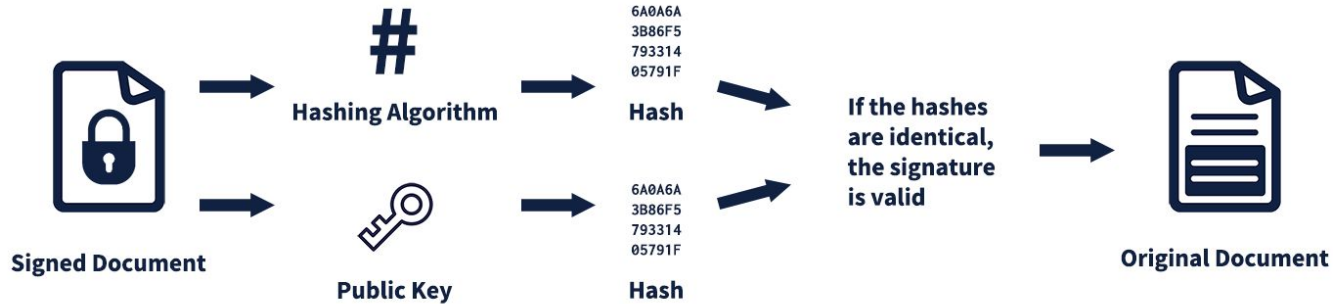 Signed Document
#
Hashing Algorithm
6A0A6A
3B86F5
793314
05791F
Hash
Public Key
6A0A6A
3B86F5
793314
05791F
Hash
If the hashes
are identical,
the signature
is valid
Original Document